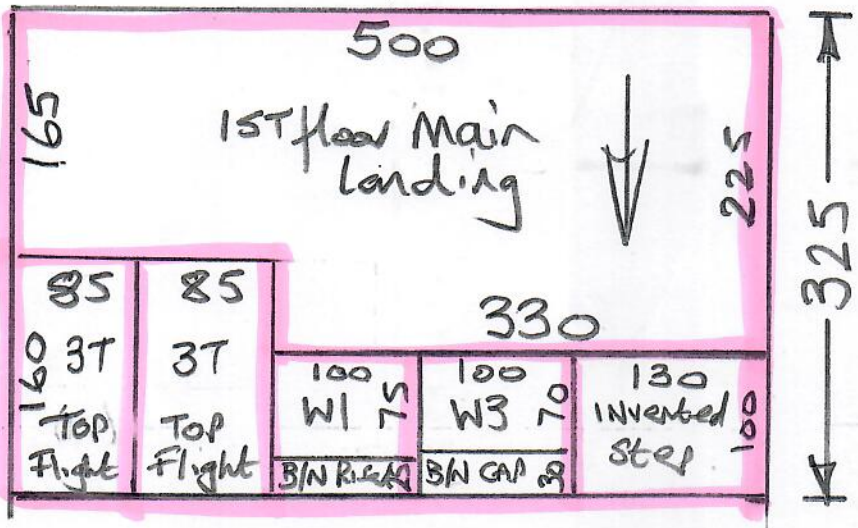 500
165
1ST floor Main
Landing
225
325
330
85
160
3T
Top
Flight
85
3T
Top
Flight
100
W1
75
B/N
100
W3
70
B/N CAP 30
130
INverted
Step
100